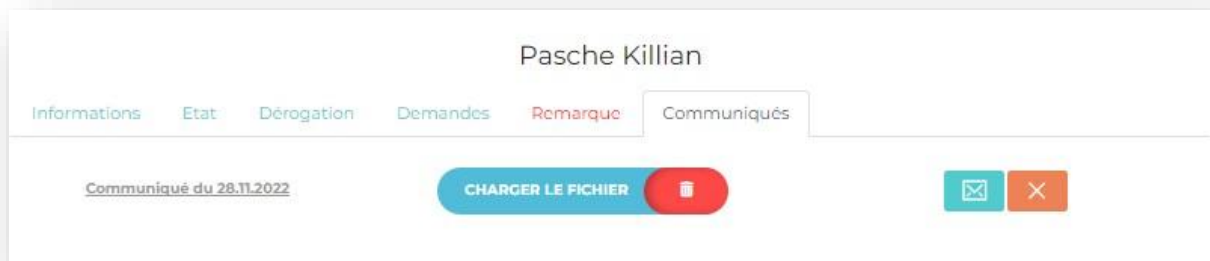 Pasche Killian
Informations Etat Dérogation Demandes Remarque Communiqués
Communiqué du 28.11.2022 CHARGER LE FICHIER